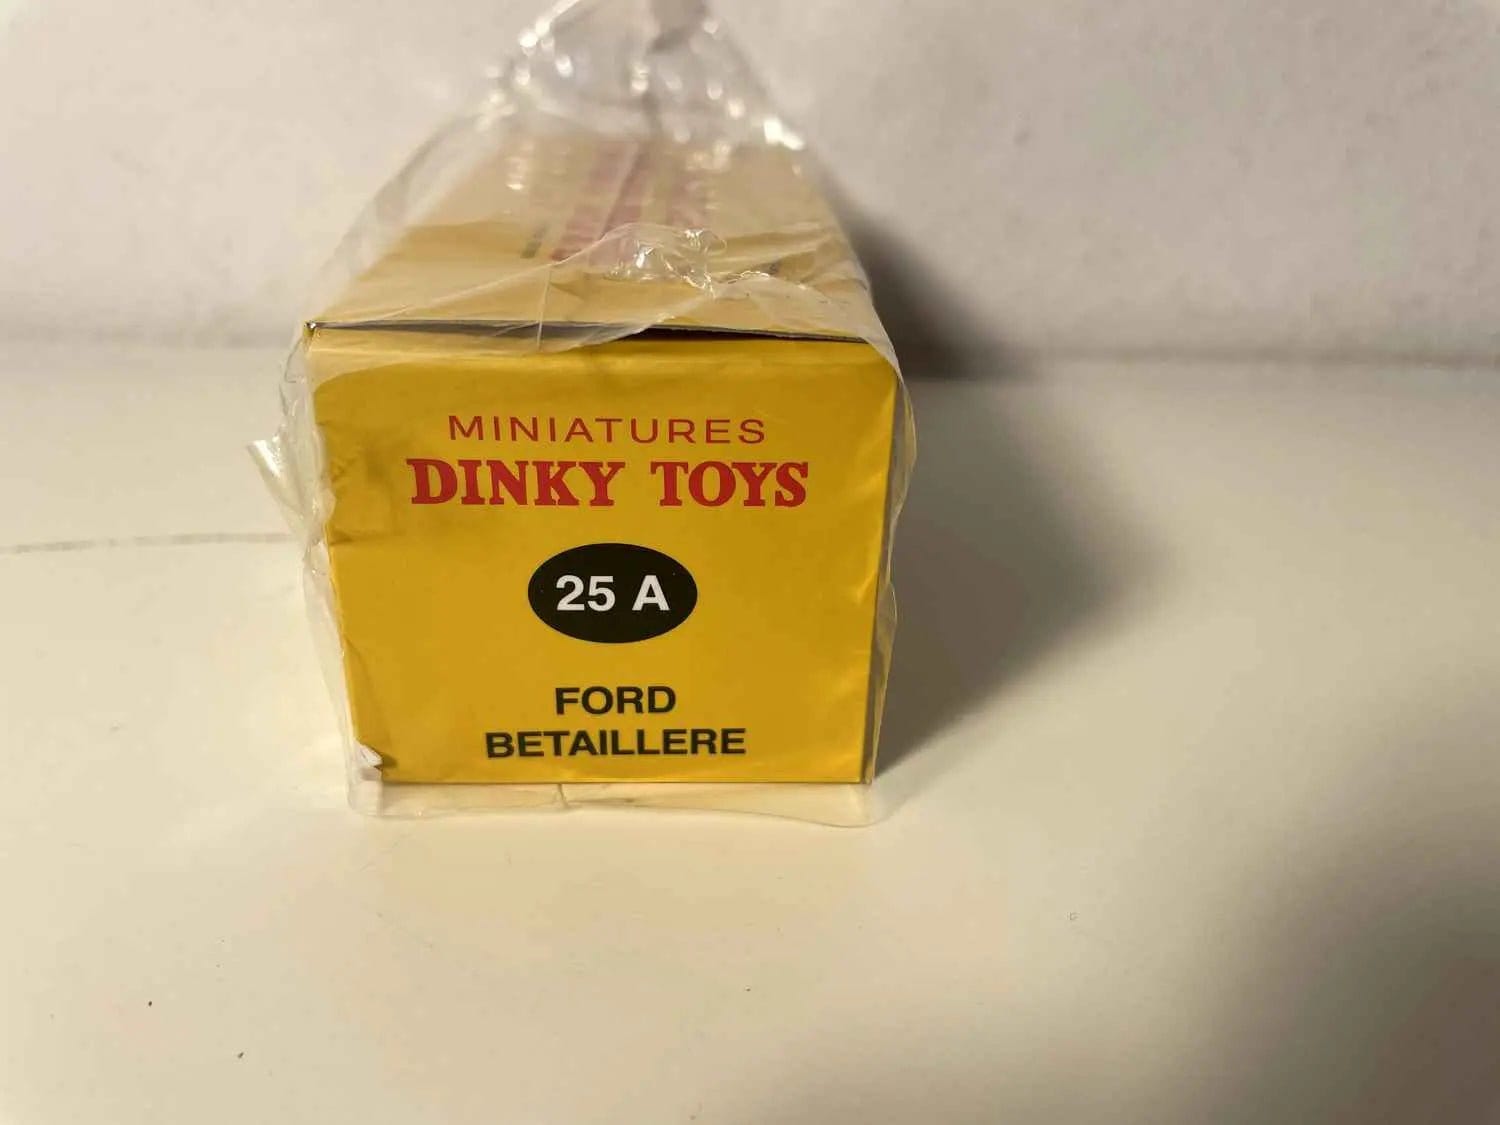 MINIATURES
DINKY TOYS
25 A
FORD
BETAILLERE